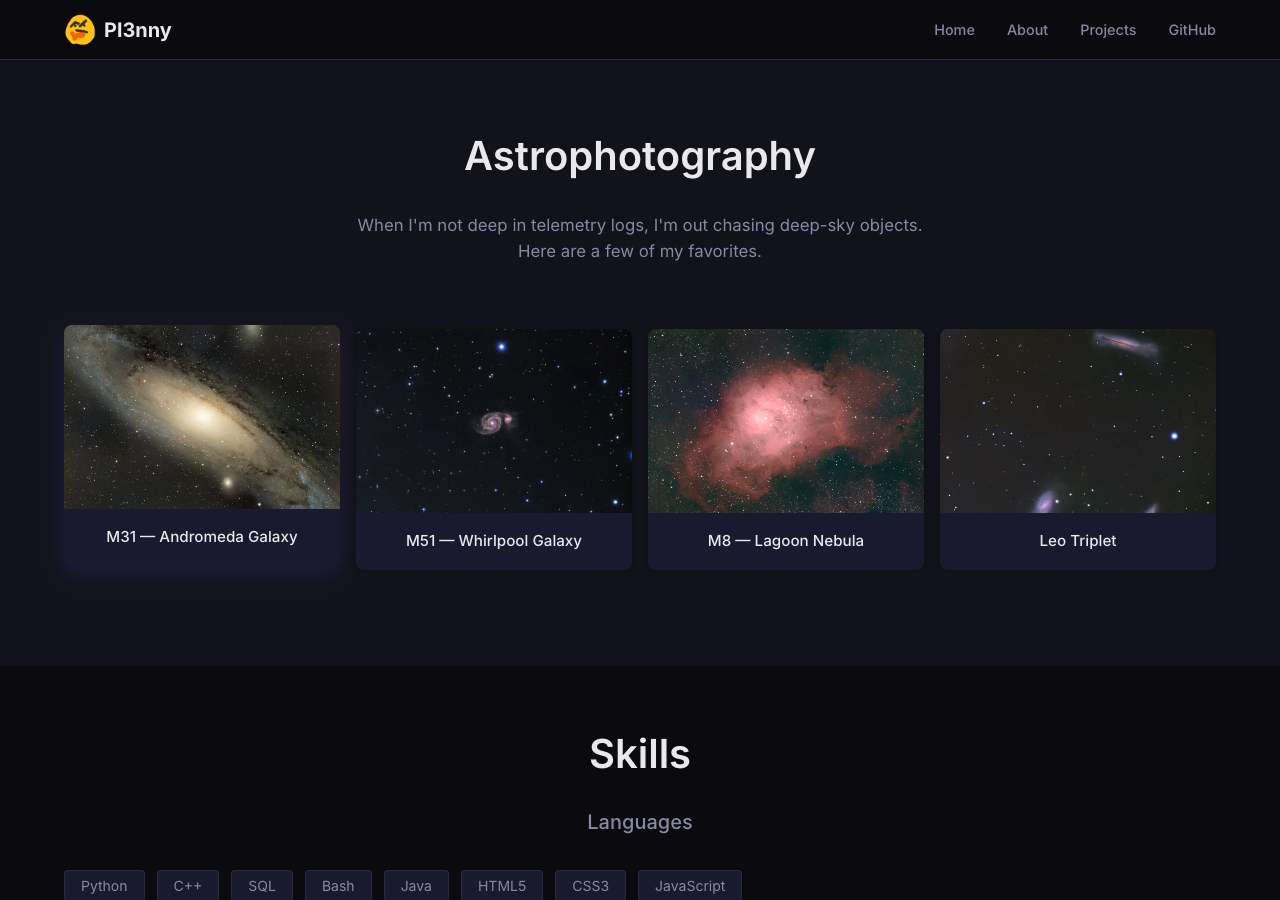 Pl3nny
Home About Projects GitHub
Astrophotography
When I'm not deep in telemetry logs, I'm out chasing deep-sky objects.
Here are a few of my favorites.
M31 — Andromeda Galaxy
M51 — Whirlpool Galaxy
M8 — Lagoon Nebula
Leo Triplet
Skills
Languages
Python C++ SQL Bash Java HTML5 CSS3 JavaScript